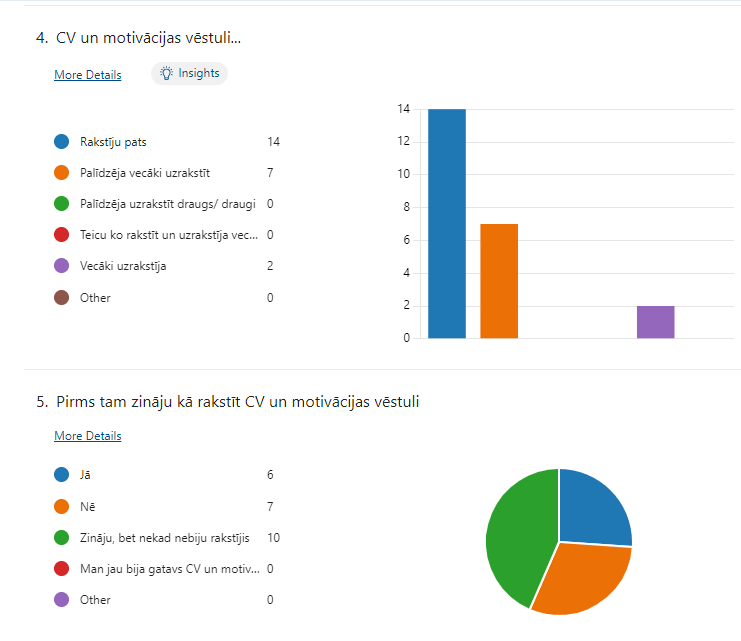 4. CV un motivācijas vēstuli...
More Details
Insights
Rakstīju pats 14
Palīdzēja vecāki uzrakstīt 7
Palīdzēja uzrakstīt draugs/ draugi 0
Teicu ko rakstīt un uzrakstīja vec... 0
Vecāki uzrakstīja 2
Other 0
14
12
10
8
6
4
2
0
5. Pirms tam zināju kā rakstīt CV un motivācijas vēstuli
More Details
Jā 6
Nē 7
Zināju, bet nekad nebiju rakstījis 10
Man jau bija gatavs CV un motiv... 0
Other 0